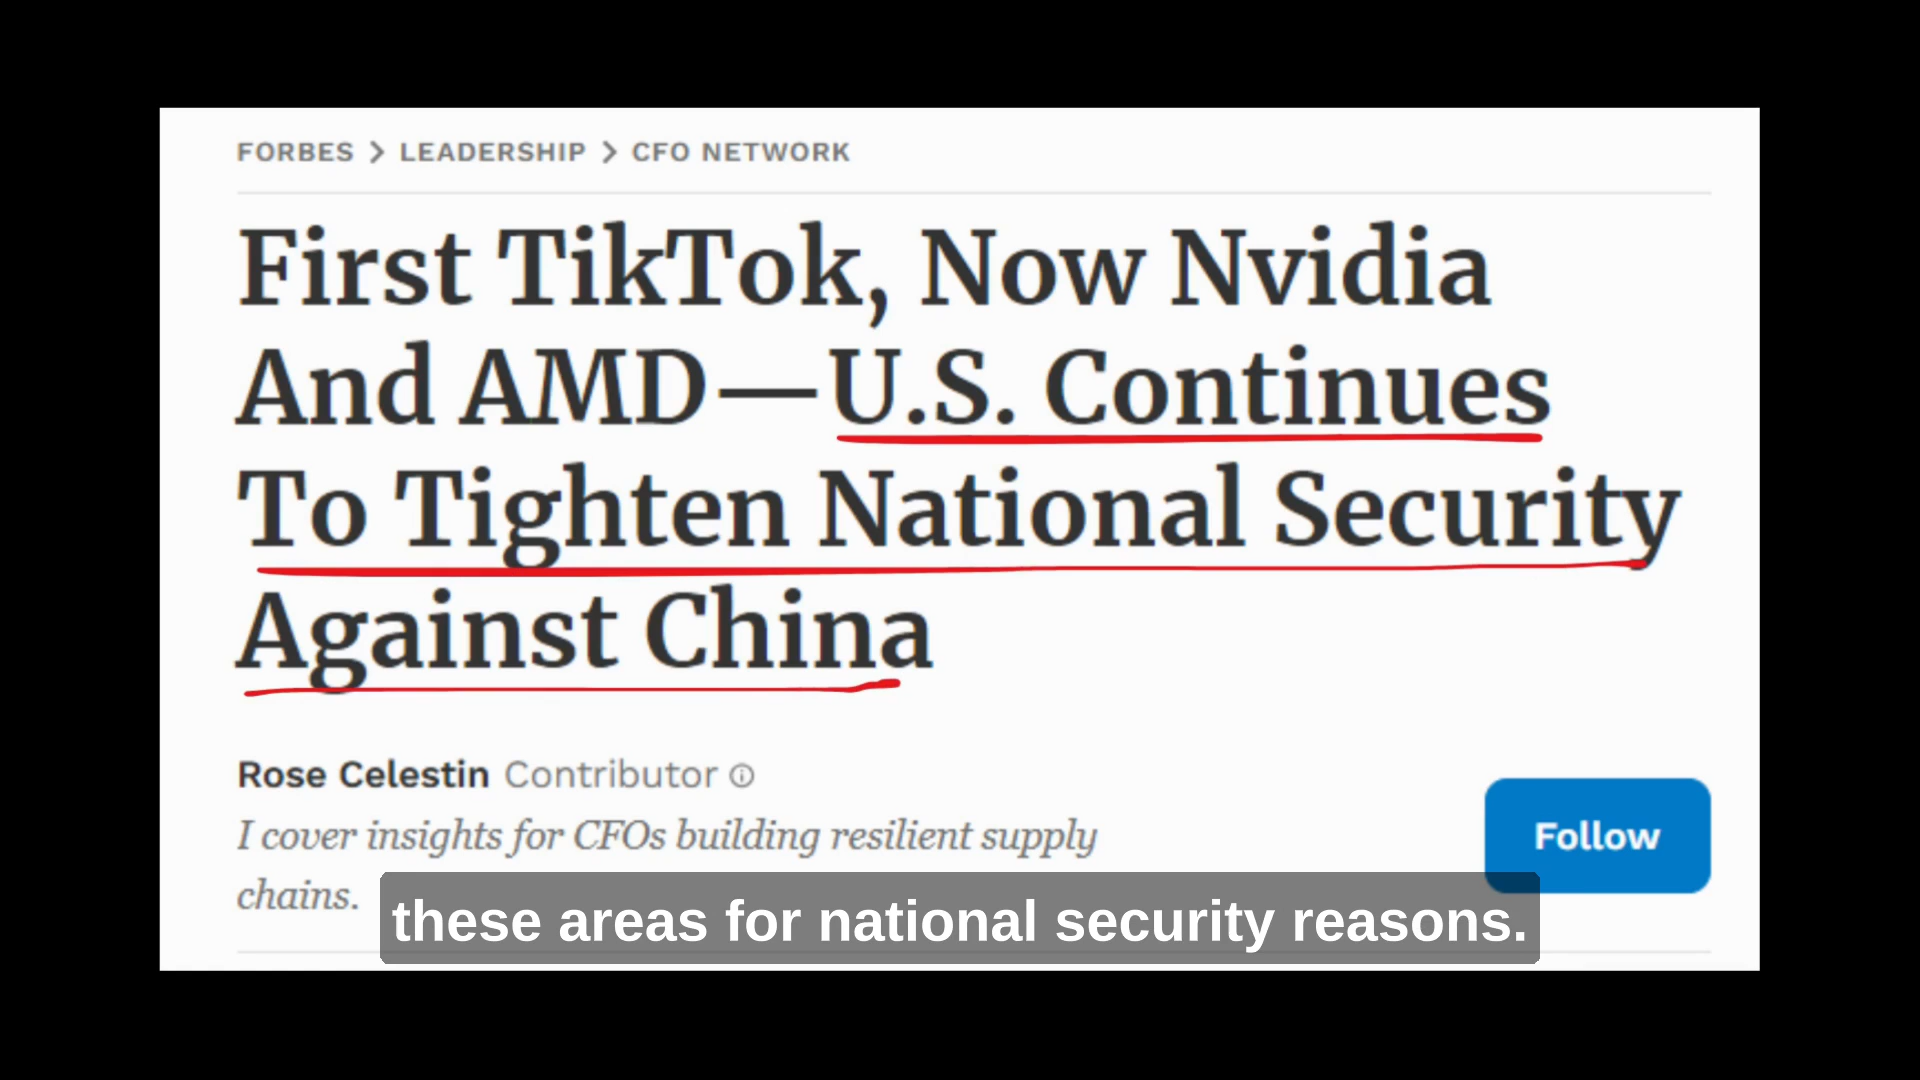 FORBES > LEADERSHIP > CFO NETWORK
First TikTok, Now Nvidia
And AMD—U.S. Continues
To Tighten National Security
Against China
Rose Celestin Contributor
I cover insights for CFOs building resilient supply
chains.
Follow
these areas for national security reasons.